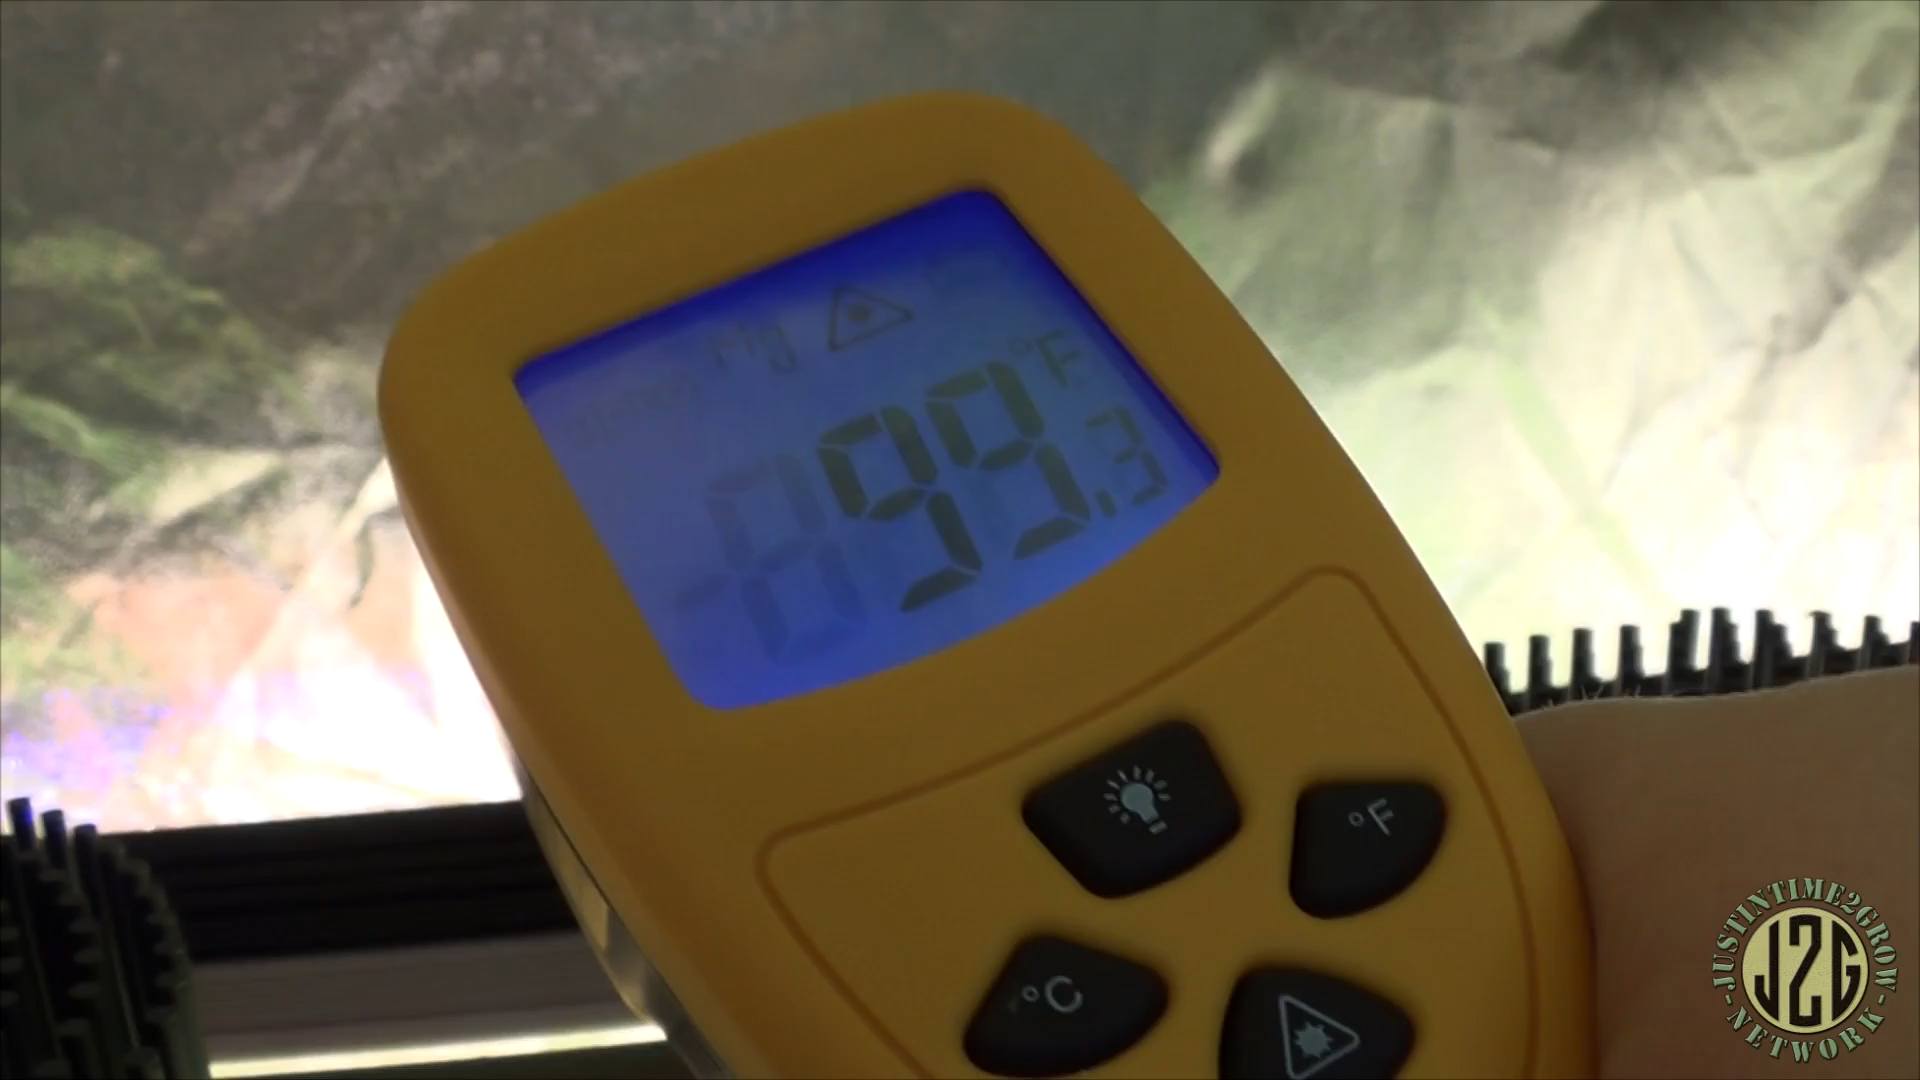 °F
99.3
°F
°C
JUSTINTIME2GROW
J2G
NETWORK